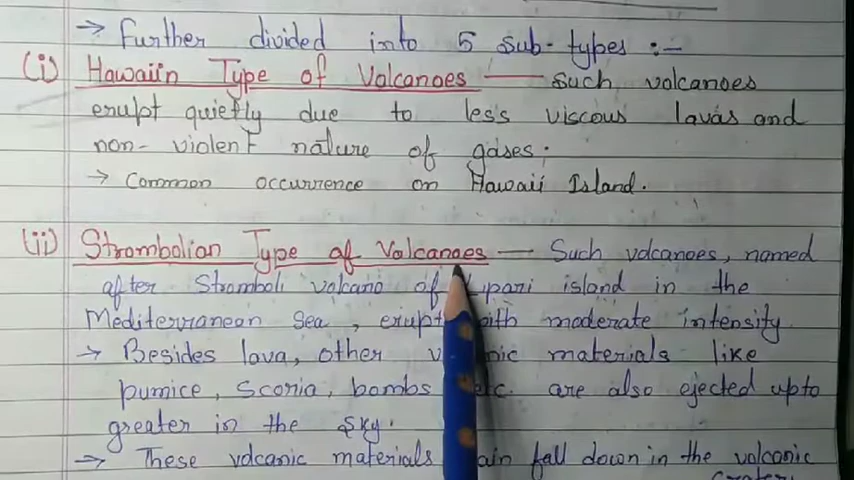 → Further divided into 5 sub-types :-
(i) Hawaiin Type of Volcanoes — such volcanoes
erupt quietly due to less viscous lavas and
non-violent nature of gases.
→ Common occurrence on Hawaii Island.
(ii) Strombolian Type of Volcanoes — Such volcanoes, named
after Stromboli volcano of pari island in the
Mediterranean Sea, erupt with moderate intensity
→ Besides lava, other materials like
pumice, scoria, bombs etc. are also ejected upto
greater in the sky.
→ These volcanic materials fall down in the volcanic